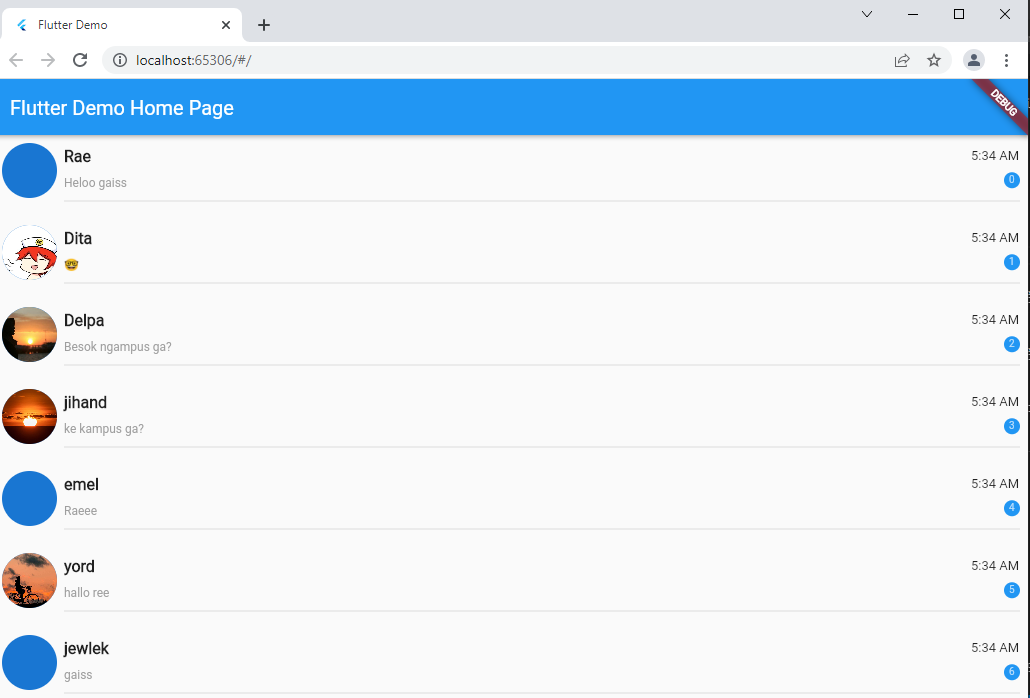 Flutter Demo
localhost:65306/#/
Flutter Demo Home Page
DEBUG
Rae
5:34 AM
Heloo gaiss
0
Dita
5:34 AM
🤓
1
Delpa
5:34 AM
Besok ngampus ga?
2
jihand
5:34 AM
ke kampus ga?
3
emel
5:34 AM
Raeee
4
yord
5:34 AM
hallo ree
5
jewlek
5:34 AM
gaiss
6